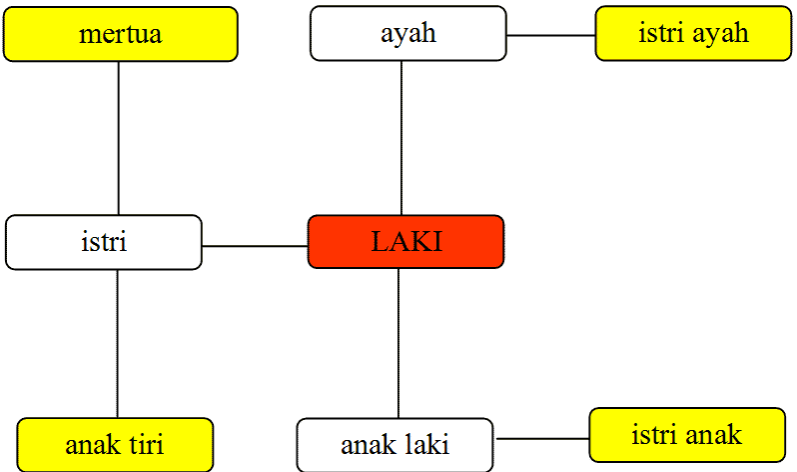 mertua
ayah
istri ayah
istri
LAKI
anak tiri
anak laki
istri anak